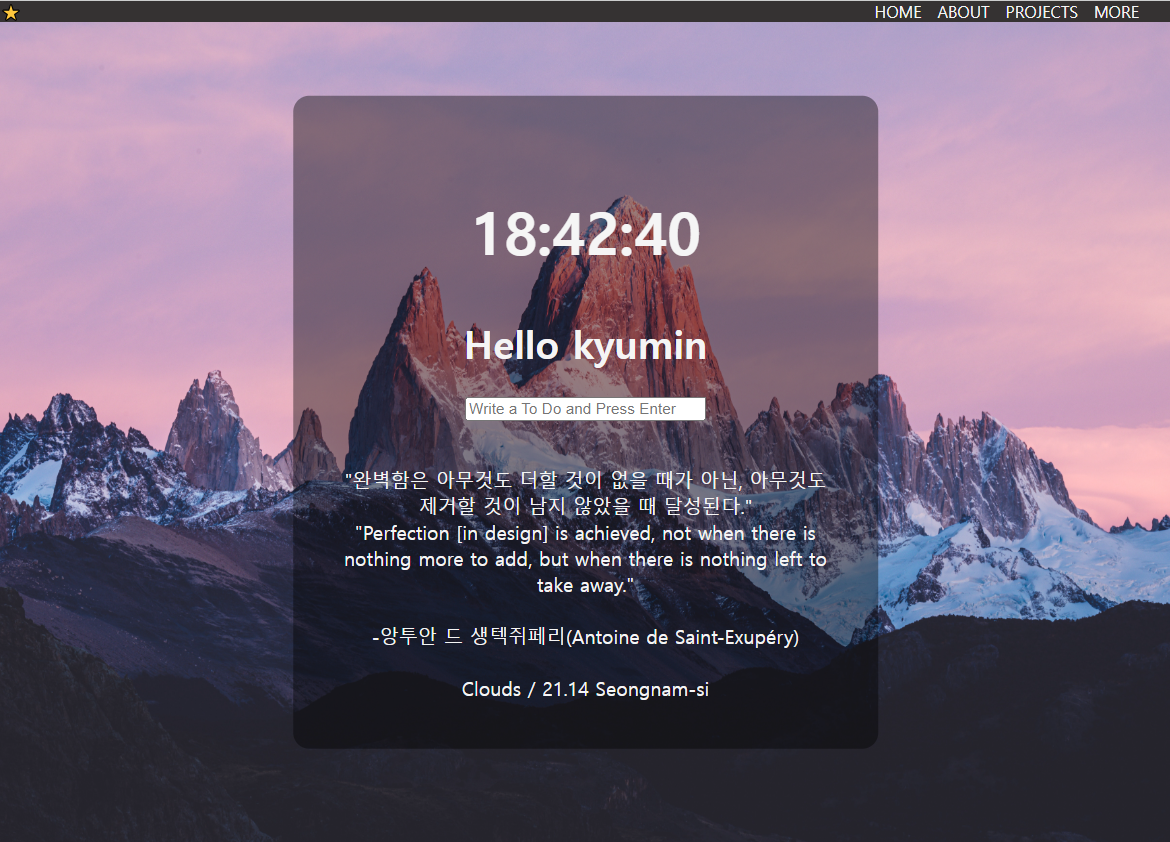 HOME ABOUT PROJECTS MORE
18:42:40
Hello kyumin
Write a To Do and Press Enter
"완벽함은 아무것도 더할 것이 없을 때가 아닌, 아무것도
제거할 것이 남지 않았을 때 달성된다."
"Perfection [in design] is achieved, not when there is
nothing more to add, but when there is nothing left to
take away."
-앙투안 드 생텍쥐페리(Antoine de Saint-Exupéry)
Clouds / 21.14 Seongnam-si